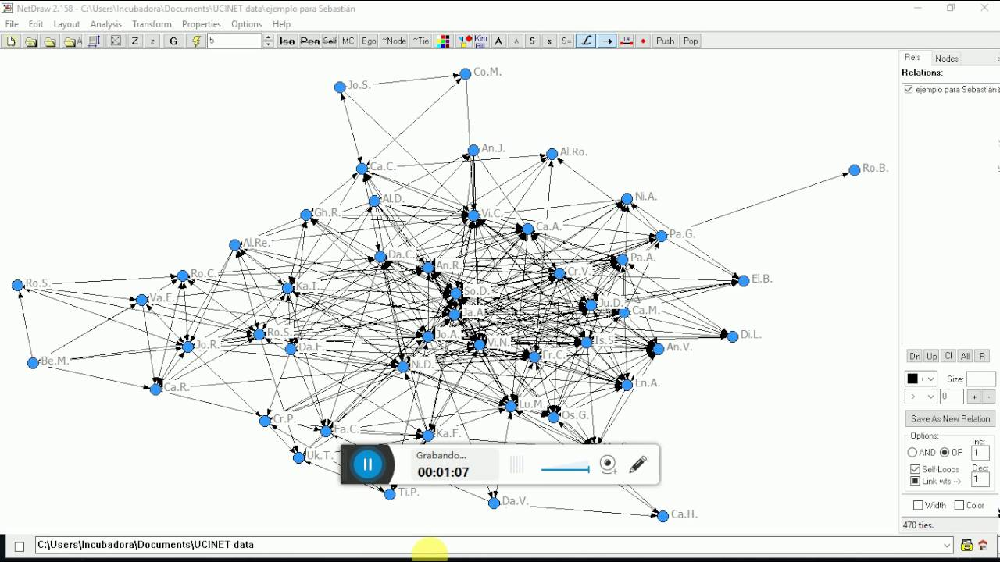 NetDraw 2.158 - C:\Users\Incubadora\Documents\UCINET data\ejemplo para Sebastián
File Edit Layout Analysis Transform Properties Options Help
Z z G 5 Iso Pen Self MC Ego ~Node ~Tie Kim A A S s S= L Push Pop
Rels Nodes
Relations:
ejemplo para Sebastián
Co.M.
Jo.S.
An.J.
Al.Ro.
Ca.C.
Ro.B.
Al.D.
Ni.A.
Gh.R.
Vi.C.
Ca.A.
Pa.G.
Al.Re.
Da.C.
Pa.A.
An.R.
Cr.V.
Ro.C.
El.B.
Ro.S.
Ka.I.
So.D.
Va.E.
Ju.D.
Ja.A
Ca.M.
Ro.S.
Jo.A.
Di.L.
Jo.R.
Da.F.
Vi.N.
Is.S
An.V.
Fr.C.
Be.M.
Ni.D.
En.A.
Ca.R.
Lu.M.
Os.G.
Cr.P.
Fa.C.
Ka.F.
Uk.T.
Ti.P.
Da.V.
Ca.H.
Dn Up Cl All R
Size:
> 0 + -
Save As New Relation
Options:
AND OR
Inc:
1
Self-Loops
Dec:
Link wts -->
1
Width Color
470 ties.
Grabando...
00:01:07
C:\Users\Incubadora\Documents\UCINET data